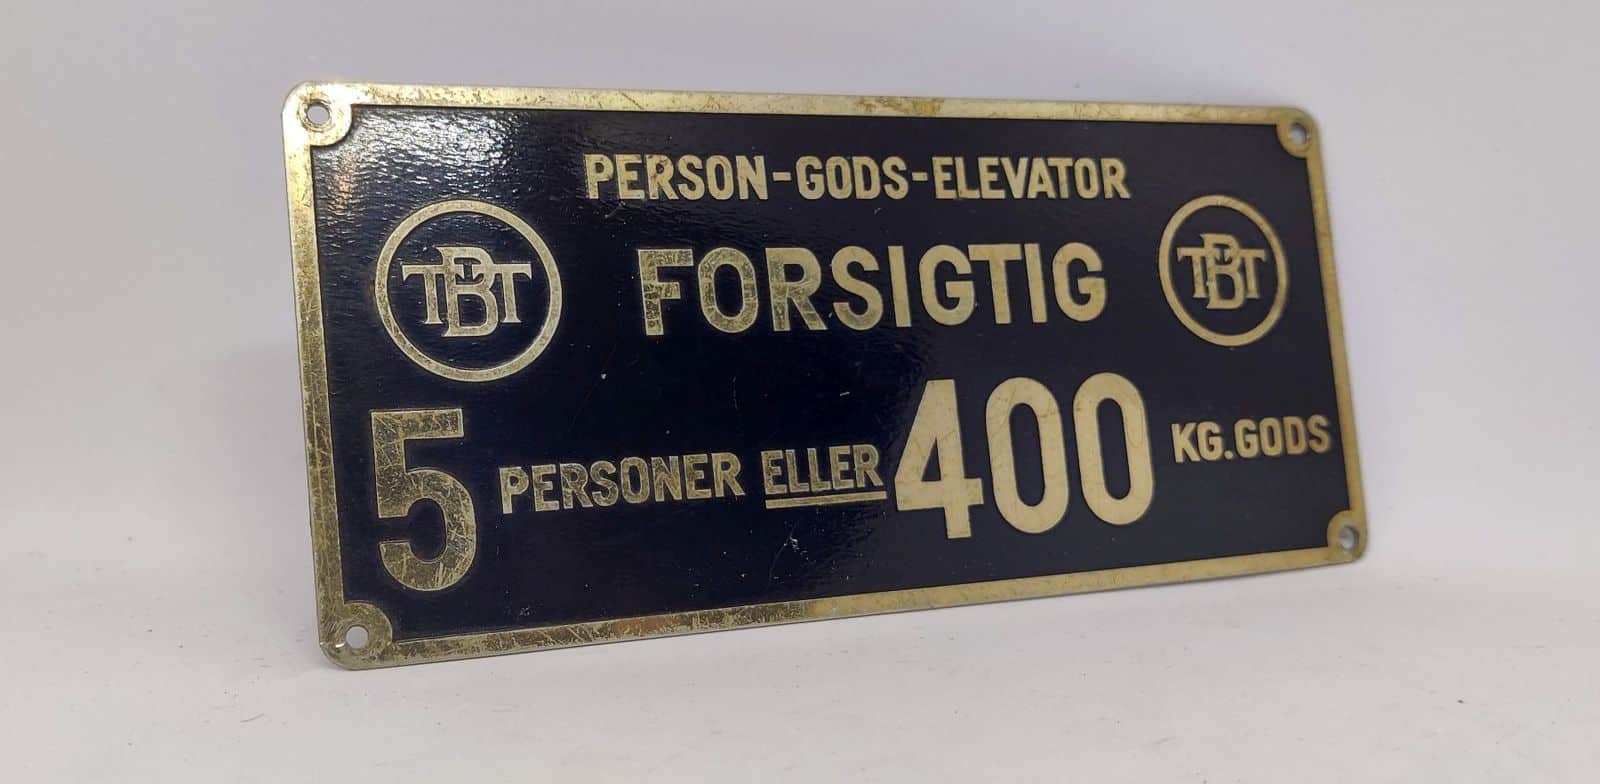 PERSON-GODS-ELEVATOR
TBT FORSIGTIG TBT
5 PERSONER ELLER 400 KG. GODS